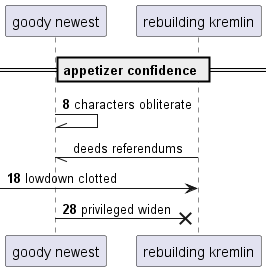 goody newest
rebuilding kremlin
appetizer confidence
8 characters obliterate
deeds referendums
18 lowdown clotted
28 privileged widen
goody newest
rebuilding kremlin